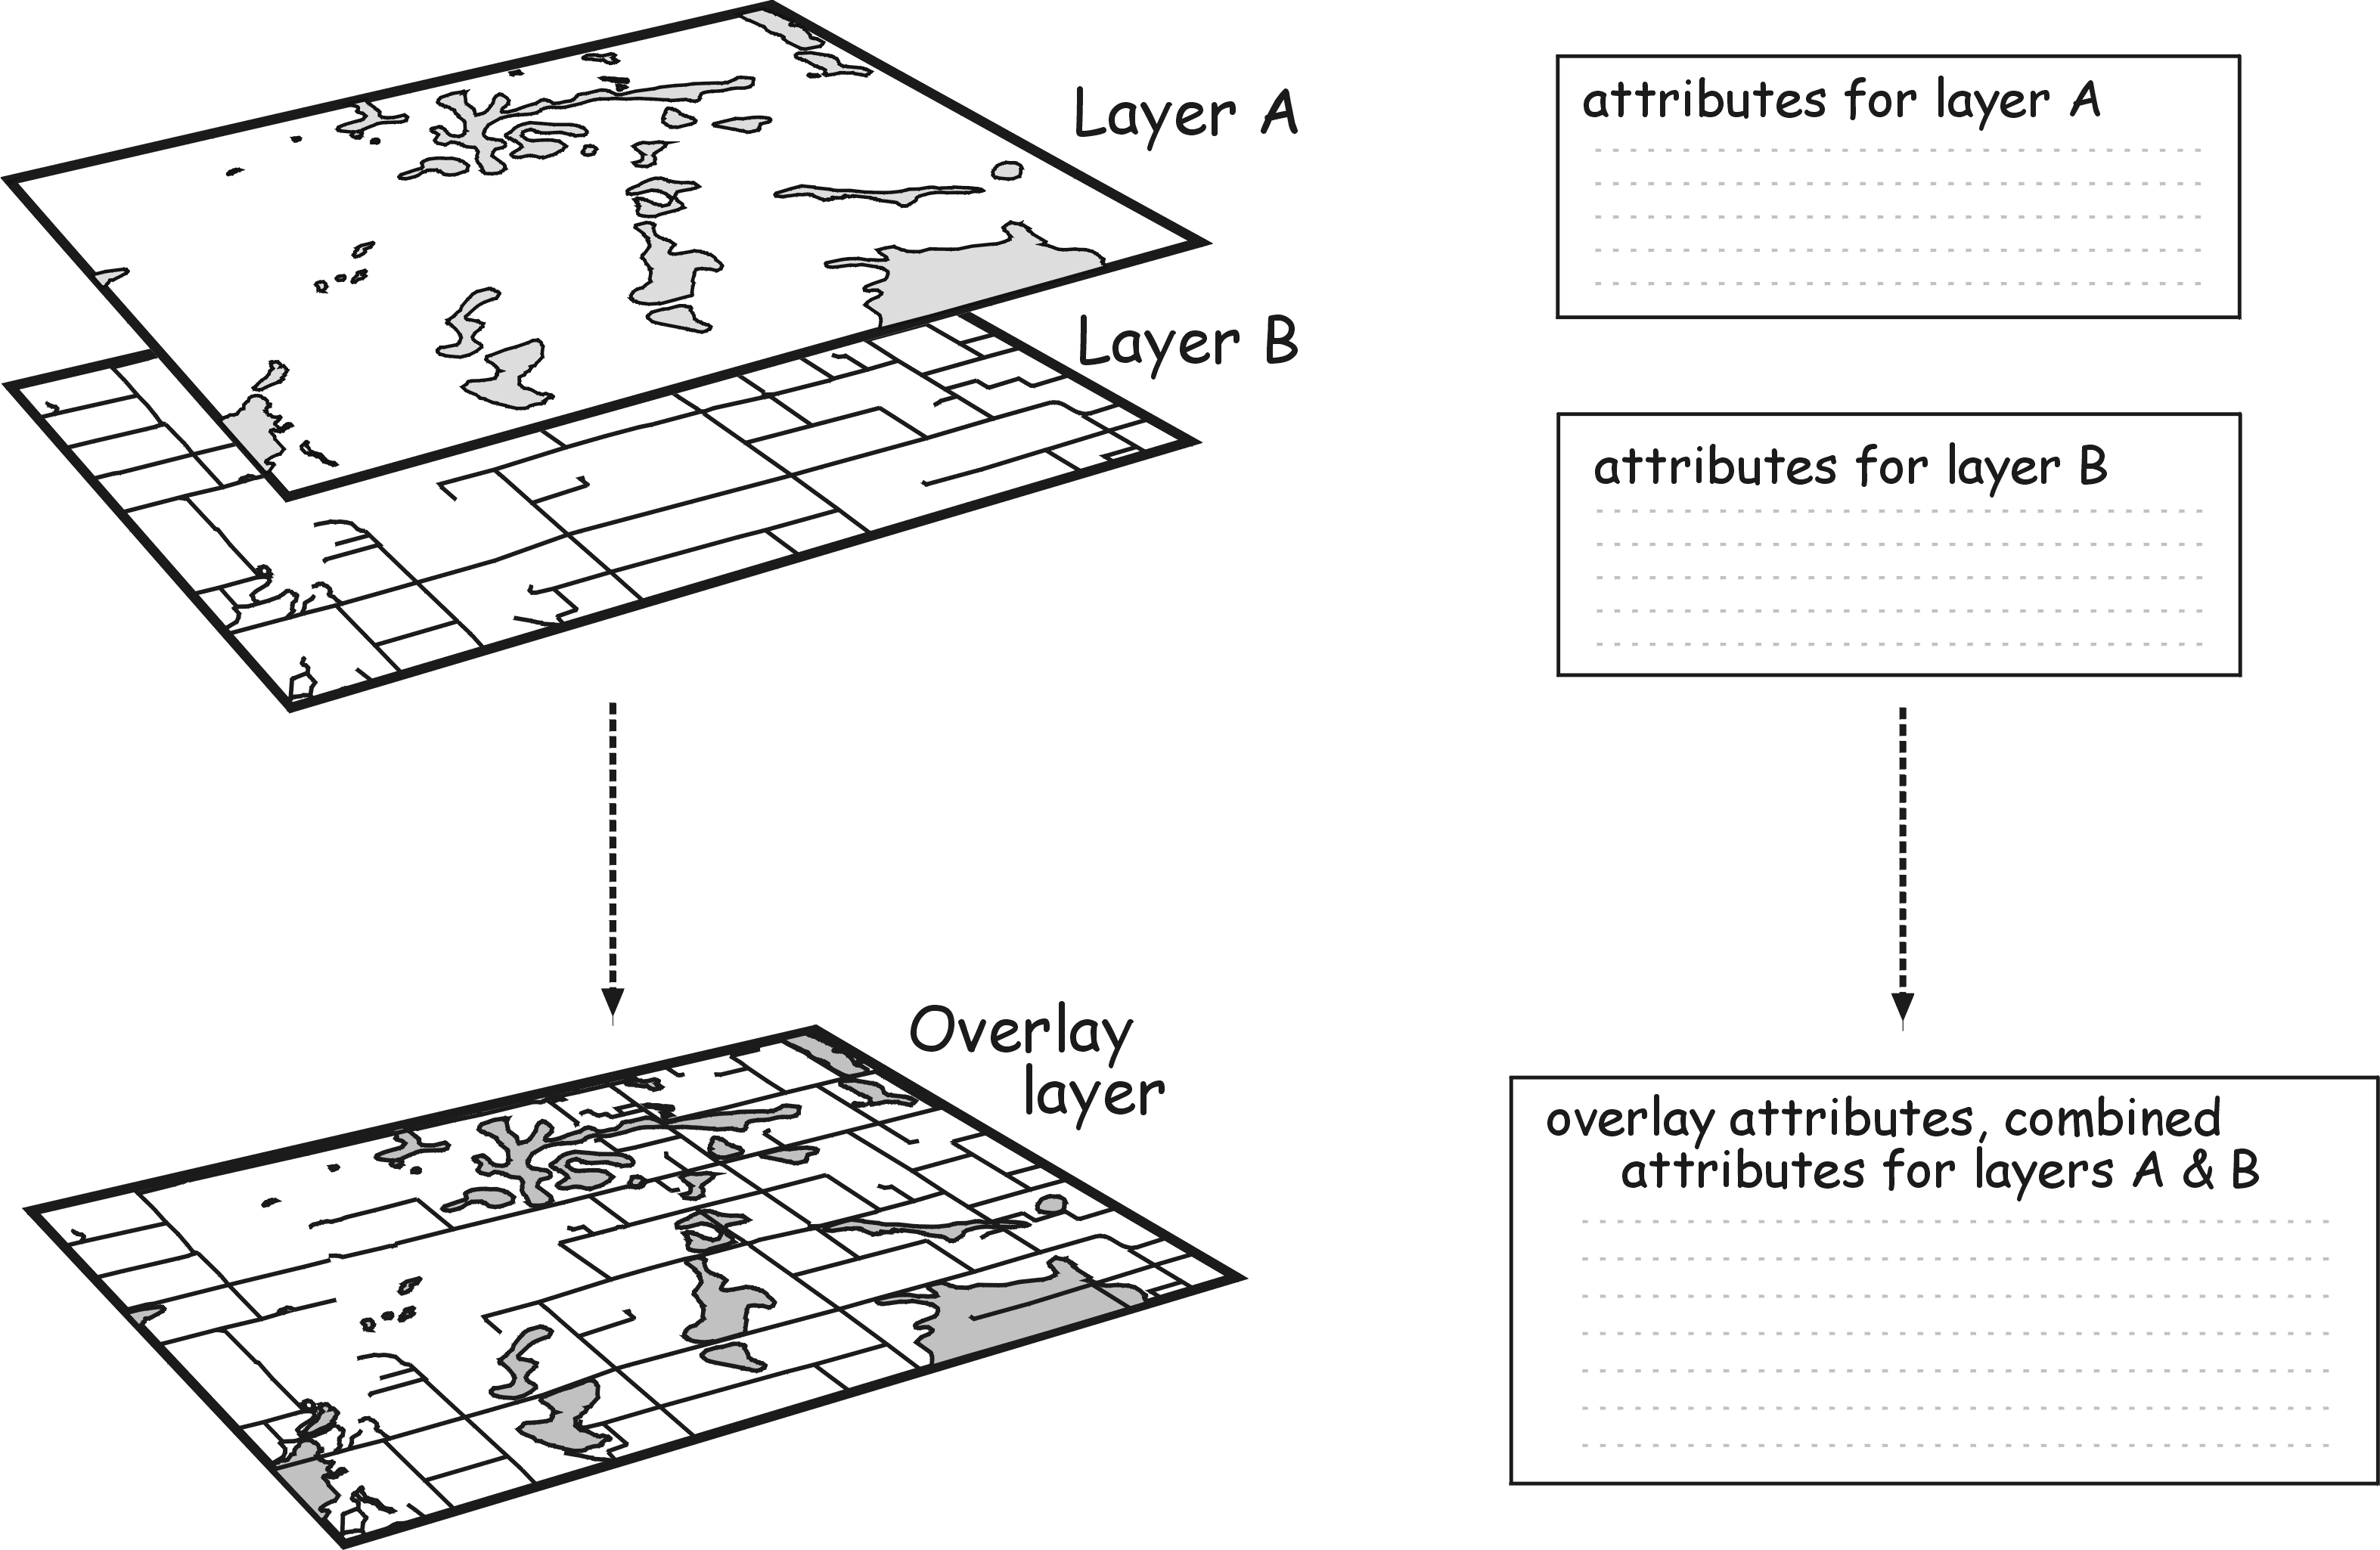 Layer A
attributes for layer A
Layer B
attributes for layer B
Overlay
layer
overlay attributes, combined
attributes for layers A & B